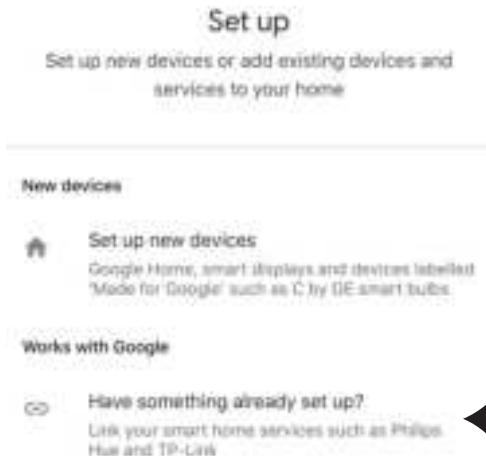 Set up
Set up new devices or add existing devices and
services to your home
New devices
Set up new devices
Google Home, smart displays and devices labelled
'Made for Google' such as C by GE smart bulbs
Works with Google
Have something already set up?
Link your smart home services such as Philips
Hue and TP-Link